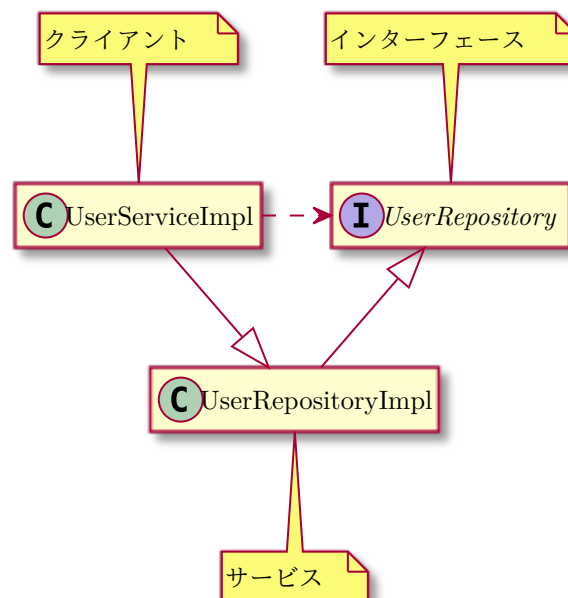 クライアント
インターフェース
C UserServiceImpl
I UserRepository
C UserRepositoryImpl
サービス